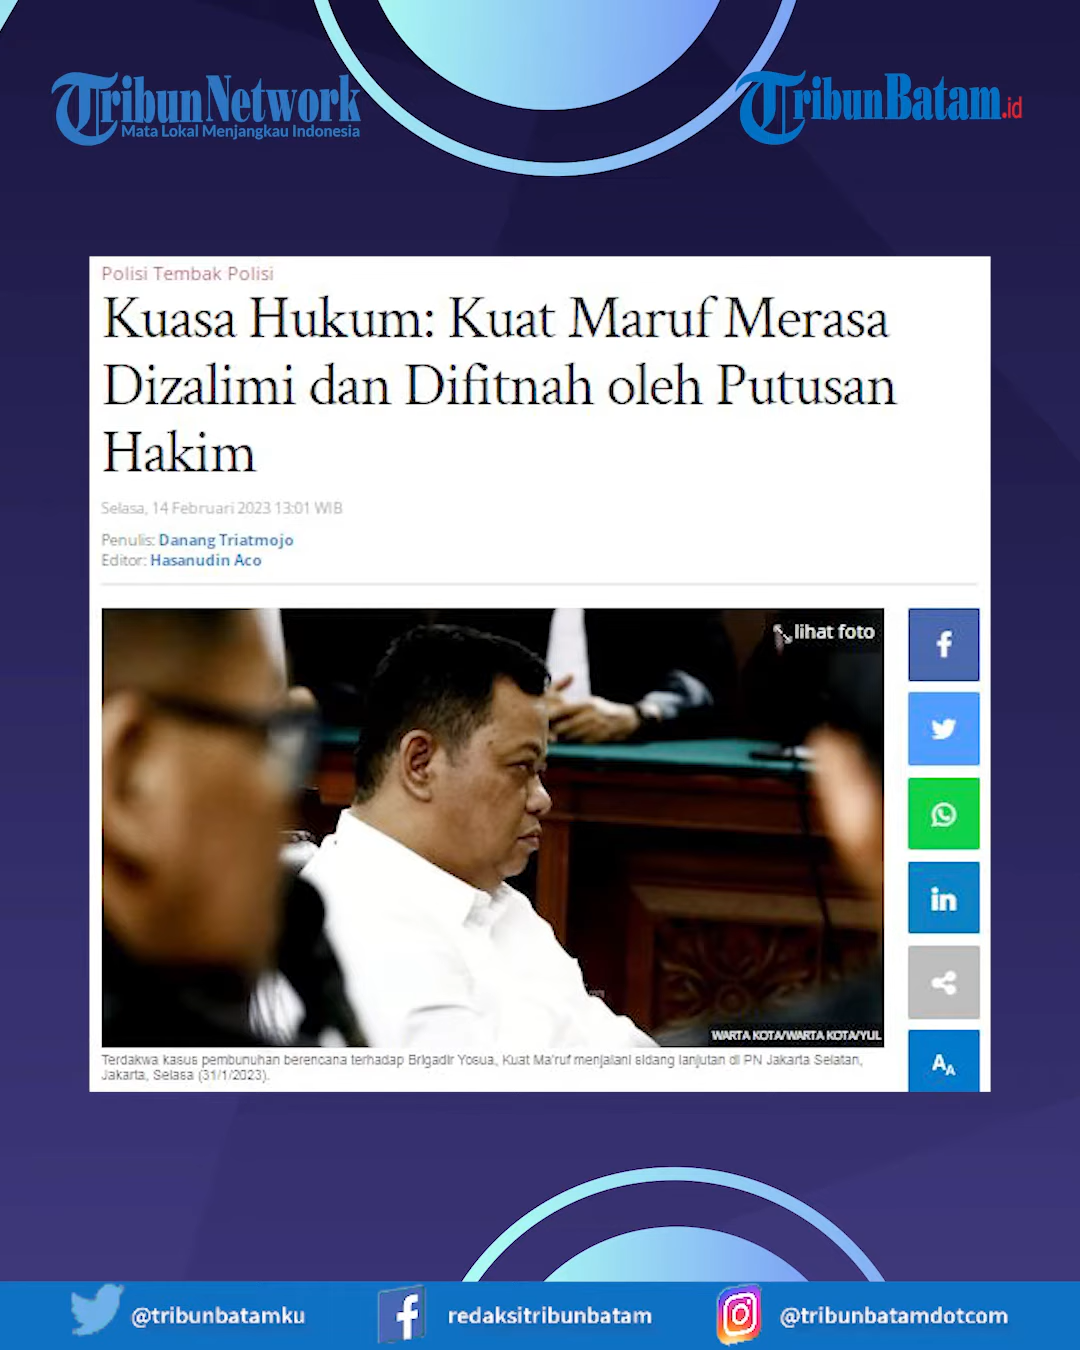 TribunNetwork
Mata Lokal Menjangkau Indonesia
TribunBatam.id
Polisi Tembak Polisi
Kuasa Hukum: Kuat Maruf Merasa
Dizalimi dan Difitnah oleh Putusan
Hakim
Selasa, 14 Februari 2023 13:01 WIB
Penulis: Danang Triatmojo
Editor: Hasanudin Aco
lihat foto
WARTA KOTA/WARTA KOTA/YUL
Terdakwa kasus pembunuhan berencana terhadap Brigadir Yosua, Kuat Ma'ruf menjalani sidang lanjutan di PN Jakarta Selatan,
Jakarta, Selasa (31/1/2023).
f
in
AA
@tribunbatamku
f
redaksitribunbatam
@tribunbatamdotcom